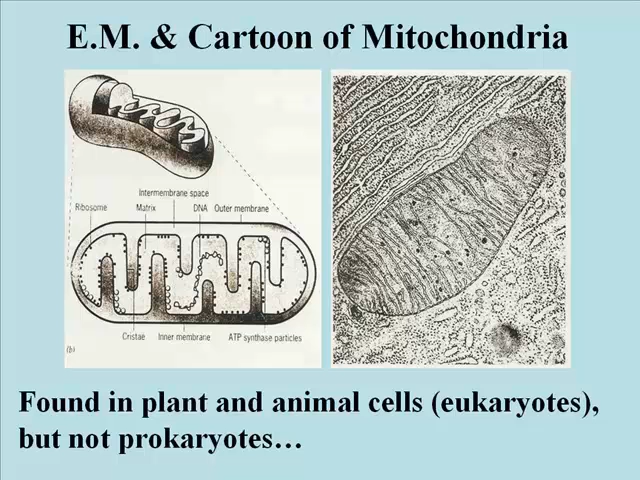 E.M. & Cartoon of Mitochondria
Intermembrane space
Ribosome Matrix DNA Outer membrane
Cristae Inner membrane ATP synthase particles
(b)
Found in plant and animal cells (eukaryotes),
but not prokaryotes…